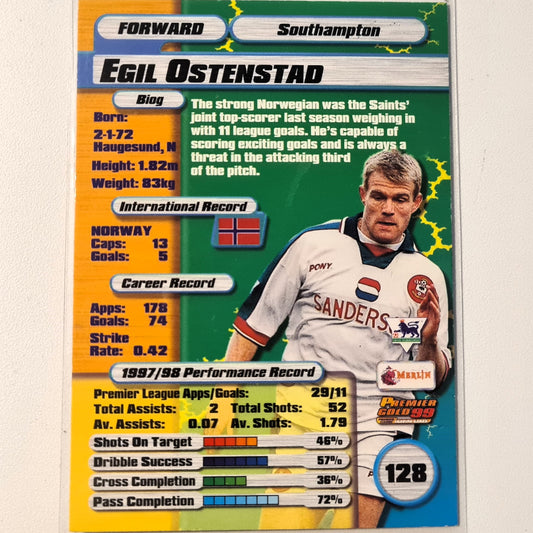 FORWARD
Southampton
EGIL OSTENSTAD
Biog
Born:
2-1-72
Haugesund, N
Height: 1.82m
Weight: 83kg
The strong Norwegian was the Saints'
joint top-scorer last season weighing in
with 11 league goals. He's capable of
scoring exciting goals and is always a
threat in the attacking third
of the pitch.
International Record
NORWAY
Caps: 13
Goals: 5
Career Record
Apps: 178
Goals: 74
Strike
Rate: 0.42
PONY
SANDERS
MERLIN
PREMIER
GOLD 99
1997/98 Performance Record
Premier League Apps/Goals: 29/11
Total Assists: 2 Total Shots: 52
Av. Assists: 0.07 Av. Shots: 1.79
Shots On Target 46%
Dribble Success 57%
Cross Completion 36%
Pass Completion 72%
128